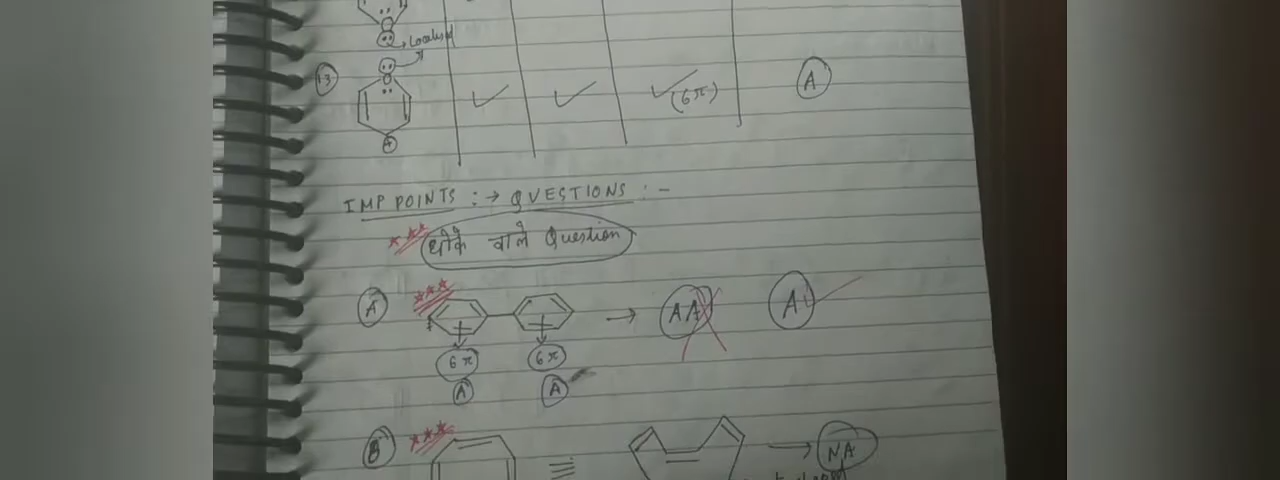 Localised
13 ✓ ✓ ✓ (6π) A
IMP POINTS : → QUESTIONS : -
*** धोके वाले Question
A *** → AA A ✓
6π 6π
A A
B *** ≡ → NA